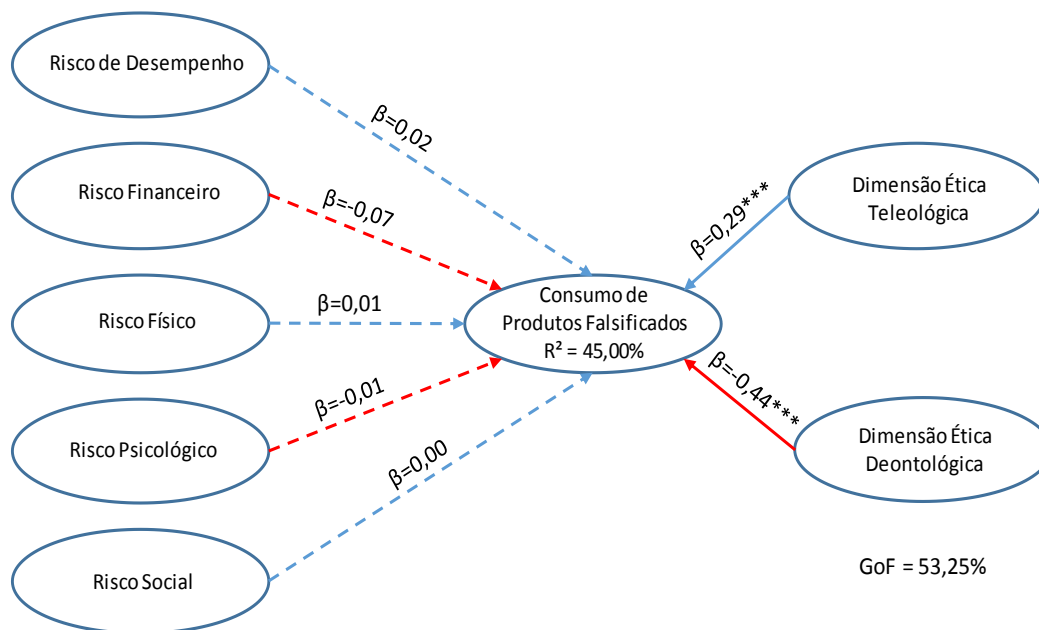 Risco de Desempenho
β=0,02
Risco Financeiro
β=-0,07
Risco Físico
β=0,01
Risco Psicológico
β=-0,01
Risco Social
β=0,00
Consumo de
Produtos Falsificados
R² = 45,00%
Dimensão Ética
Teleológica
β=0,29***
Dimensão Ética
Deontológica
β=-0,44***
GoF = 53,25%